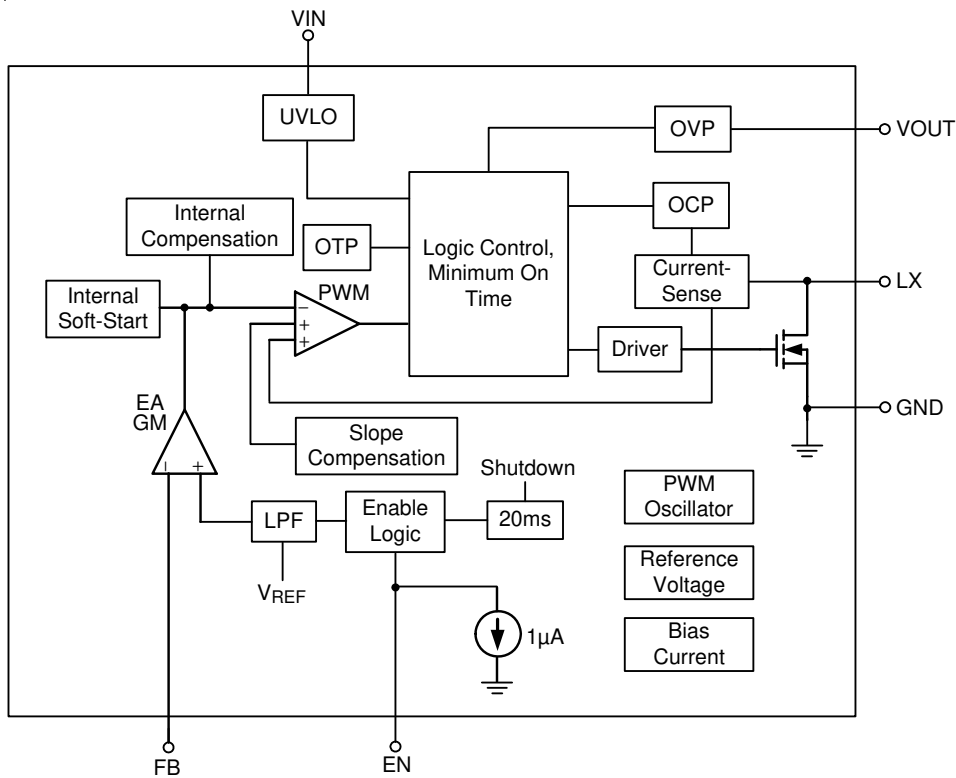 VIN
UVLO
OVP
VOUT
Internal
Compensation
OTP
Logic Control,
Minimum On
Time
OCP
Internal
Soft-Start
PWM
−
+
+
Current-
Sense
LX
Driver
EA
GM
−
+
GND
Slope
Compensation
Shutdown
LPF
Enable
Logic
20ms
PWM
Oscillator
VREF
Reference
Voltage
1µA
Bias
Current
FB
EN